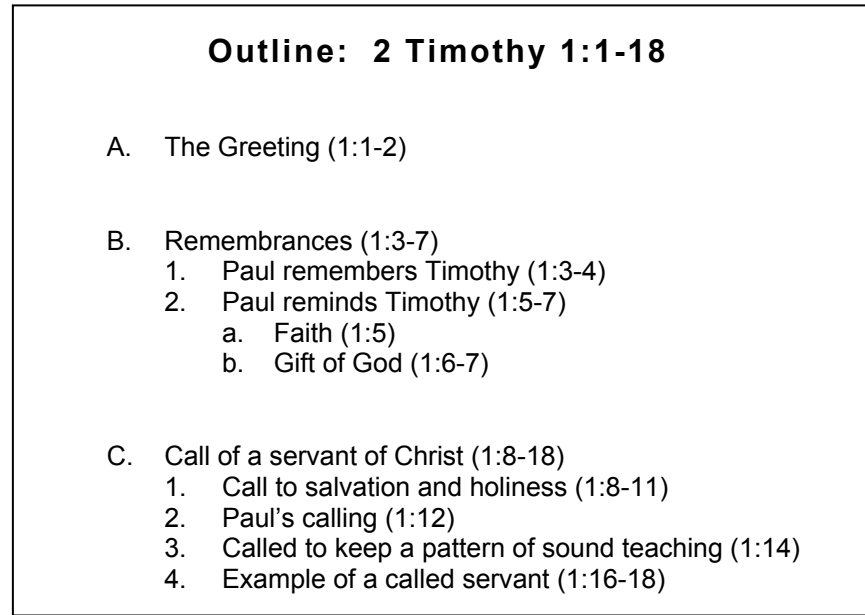 Outline: 2 Timothy 1:1-18
A. The Greeting (1:1-2)
B. Remembrances (1:3-7)
1. Paul remembers Timothy (1:3-4)
2. Paul reminds Timothy (1:5-7)
a. Faith (1:5)
b. Gift of God (1:6-7)
C. Call of a servant of Christ (1:8-18)
1. Call to salvation and holiness (1:8-11)
2. Paul’s calling (1:12)
3. Called to keep a pattern of sound teaching (1:14)
4. Example of a called servant (1:16-18)